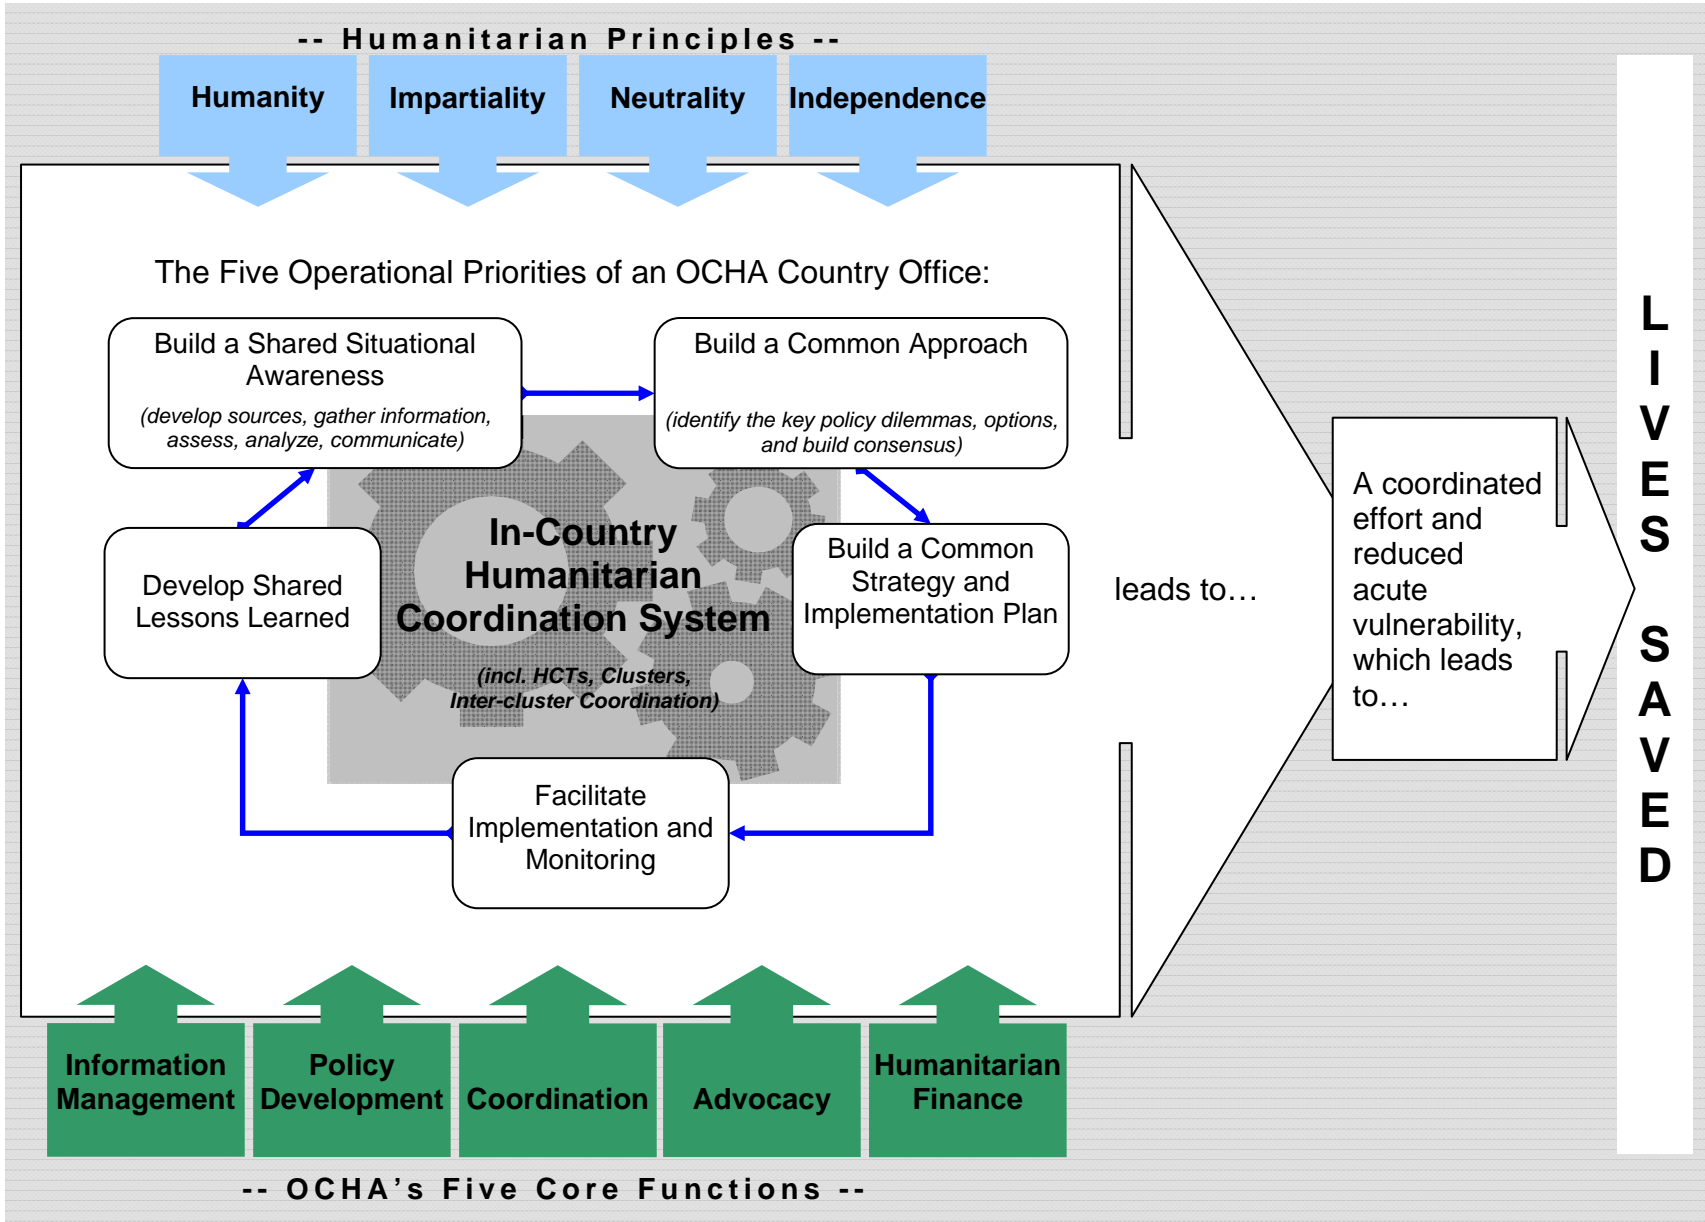 -- Humanitarian Principles --
Humanity
Impartiality
Neutrality
Independence
The Five Operational Priorities of an OCHA Country Office:
Build a Shared Situational
Awareness
(develop sources, gather information,
assess, analyze, communicate)
Build a Common Approach
(identify the key policy dilemmas, options,
and build consensus)
In-Country
Humanitarian
Coordination System
(incl. HCTs, Clusters,
Inter-cluster Coordination)
Build a Common
Strategy and
Implementation Plan
Develop Shared
Lessons Learned
Facilitate
Implementation and
Monitoring
leads to…
A coordinated
effort and
reduced
acute
vulnerability,
which leads
to…
LIVES SAVED
Information
Management
Policy
Development
Coordination
Advocacy
Humanitarian
Finance
-- OCHA’s Five Core Functions --